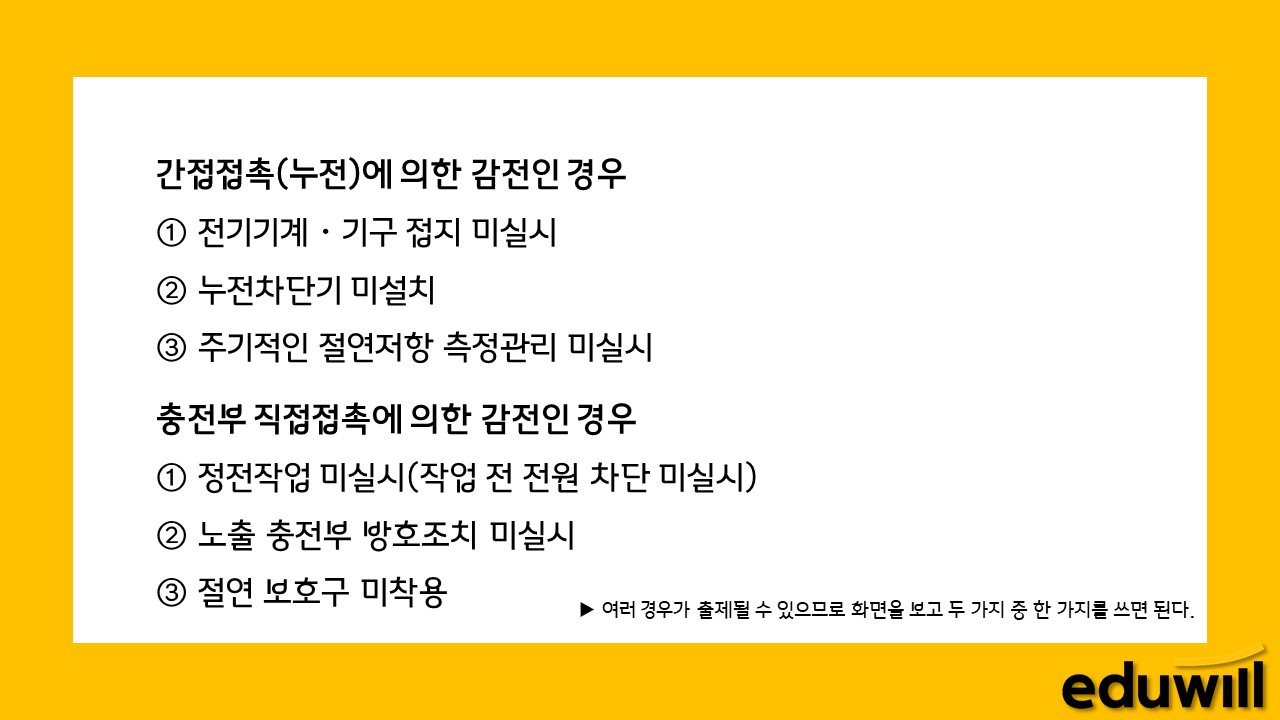 간접접촉(누전)에 의한 감전인 경우
① 전기기계・기구 접지 미실시
② 누전차단기 미설치
③ 주기적인 절연저항 측정관리 미실시
충전부 직접접촉에 의한 감전인 경우
① 정전작업 미실시(작업 전 전원 차단 미실시)
② 노출 충전부 방호조치 미실시
③ 절연 보호구 미착용
▶ 여러 경우가 출제될 수 있으므로 화면을 보고 두 가지 중 한 가지를 쓰면 된다.
eduwill